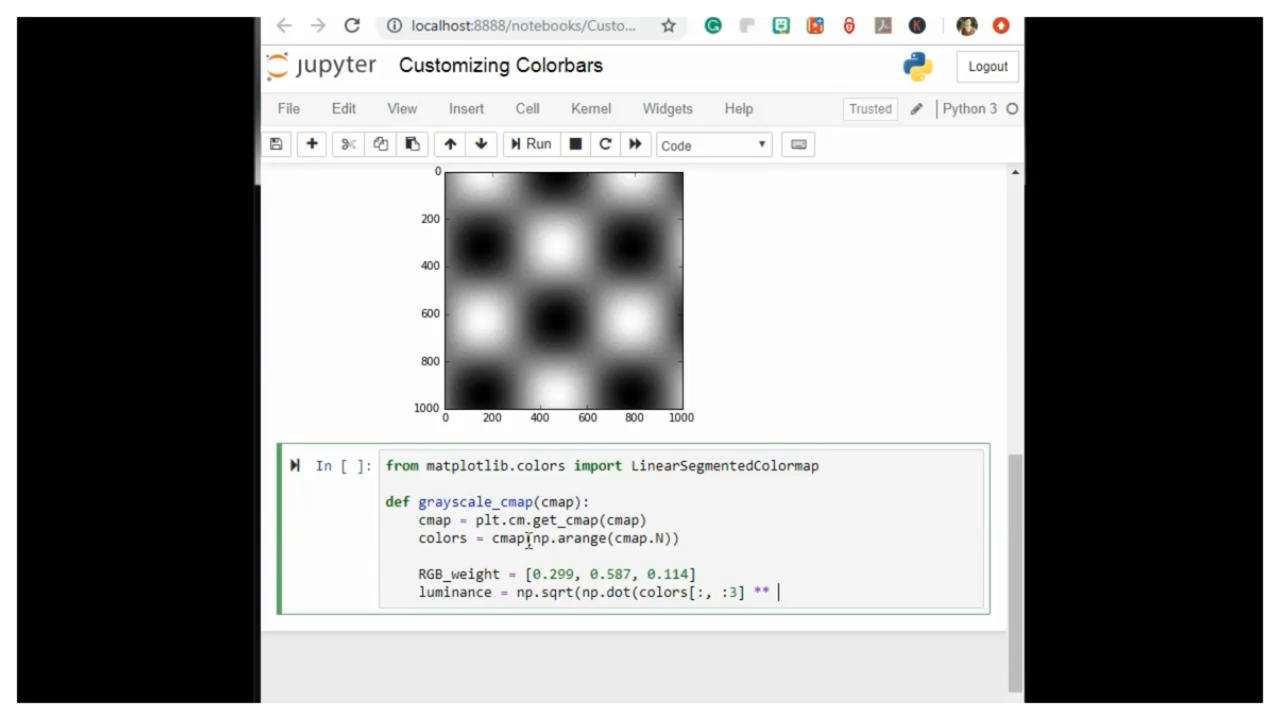 localhost:8888/notebooks/Custo...
jupyter Customizing Colorbars Logout
File Edit View Insert Cell Kernel Widgets Help Trusted Python 3
Run Code
0
200
400
600
800
1000
0 200 400 600 800 1000
In [ ]: from matplotlib.colors import LinearSegmentedColormap
def grayscale_cmap(cmap):
cmap = plt.cm.get_cmap(cmap)
colors = cmap(np.arange(cmap.N))
RGB_weight = [0.299, 0.587, 0.114]
luminance = np.sqrt(np.dot(colors[:, :3] **